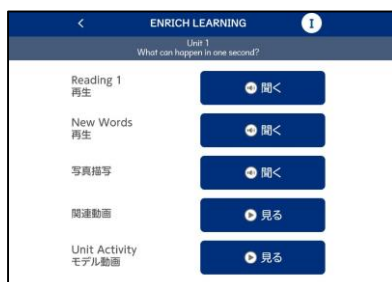 ENRICH LEARNING
I
Unit 1
What can happen in one second?
Reading 1
再生
聞く
New Words
再生
聞く
写真描写
聞く
関連動画
見る
Unit Activity
モデル動画
見る